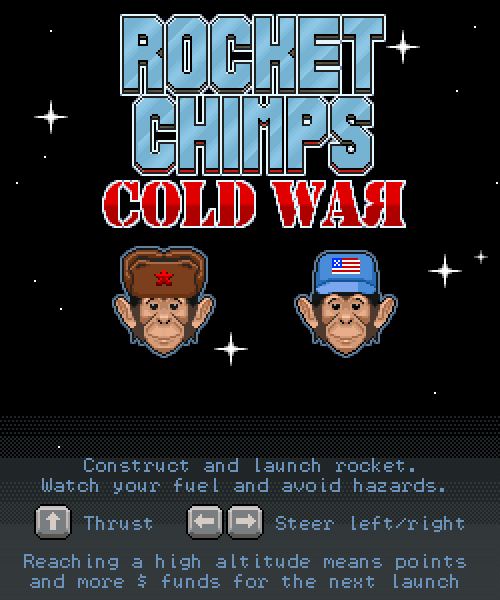 ROCKET
CHIMPS
COLD WAЯ
Construct and launch rocket.
Watch your fuel and avoid hazards.
↑ Thrust ← → Steer left/right
Reaching a high altitude means points
and more $ funds for the next launch